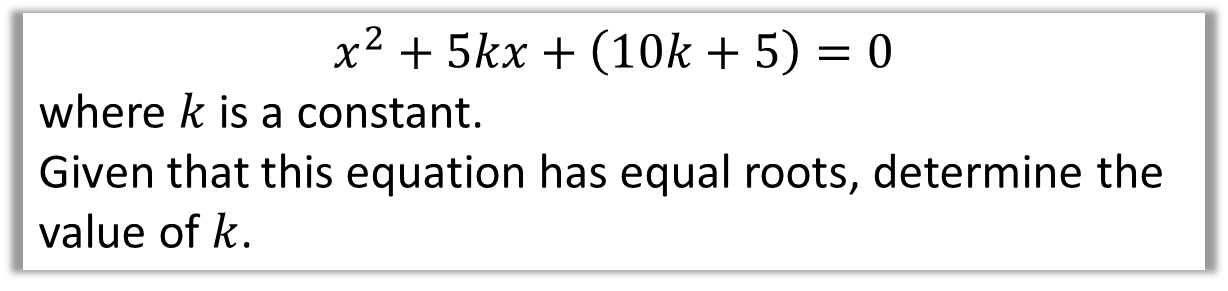 𝑥² + 5𝑘𝑥 + (10𝑘 + 5) = 0
where 𝑘 is a constant.
Given that this equation has equal roots, determine the
value of 𝑘.